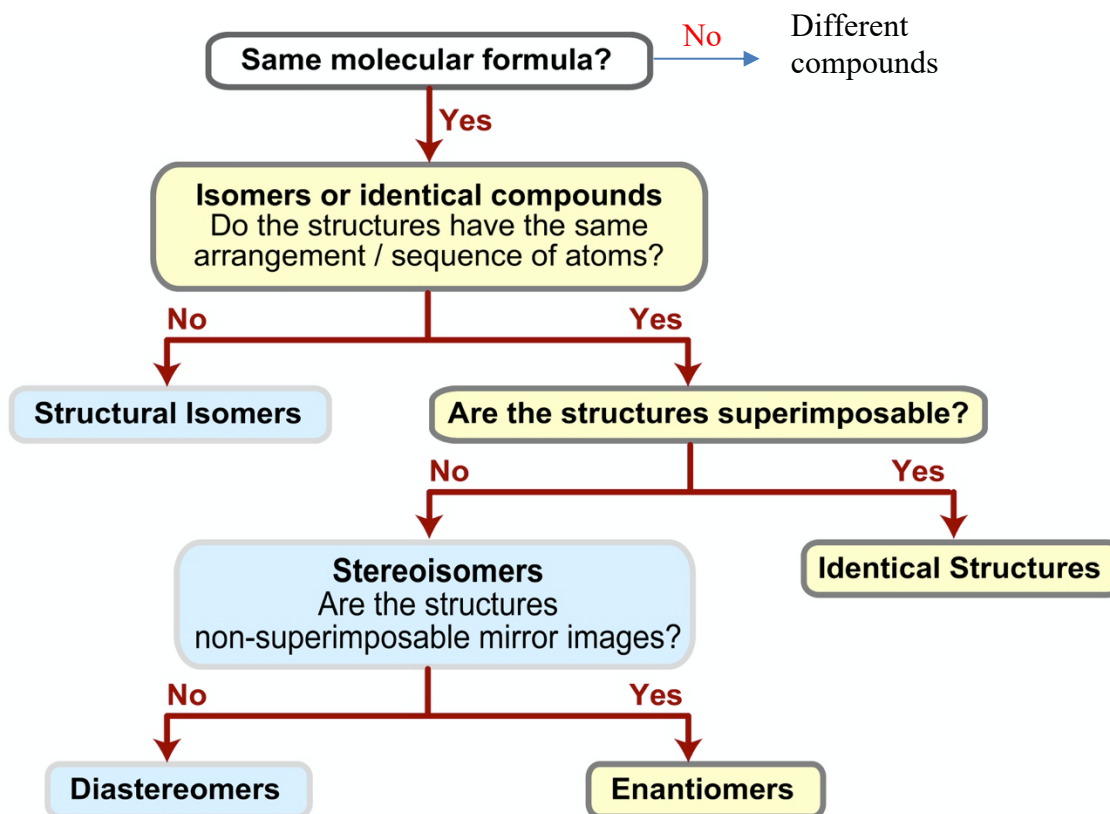 Same molecular formula?
No
Different
compounds
Yes
Isomers or identical compounds
Do the structures have the same
arrangement / sequence of atoms?
No
Yes
Structural Isomers
Are the structures superimposable?
No
Yes
Stereoisomers
Are the structures
non-superimposable mirror images?
Identical Structures
No
Yes
Diastereomers
Enantiomers